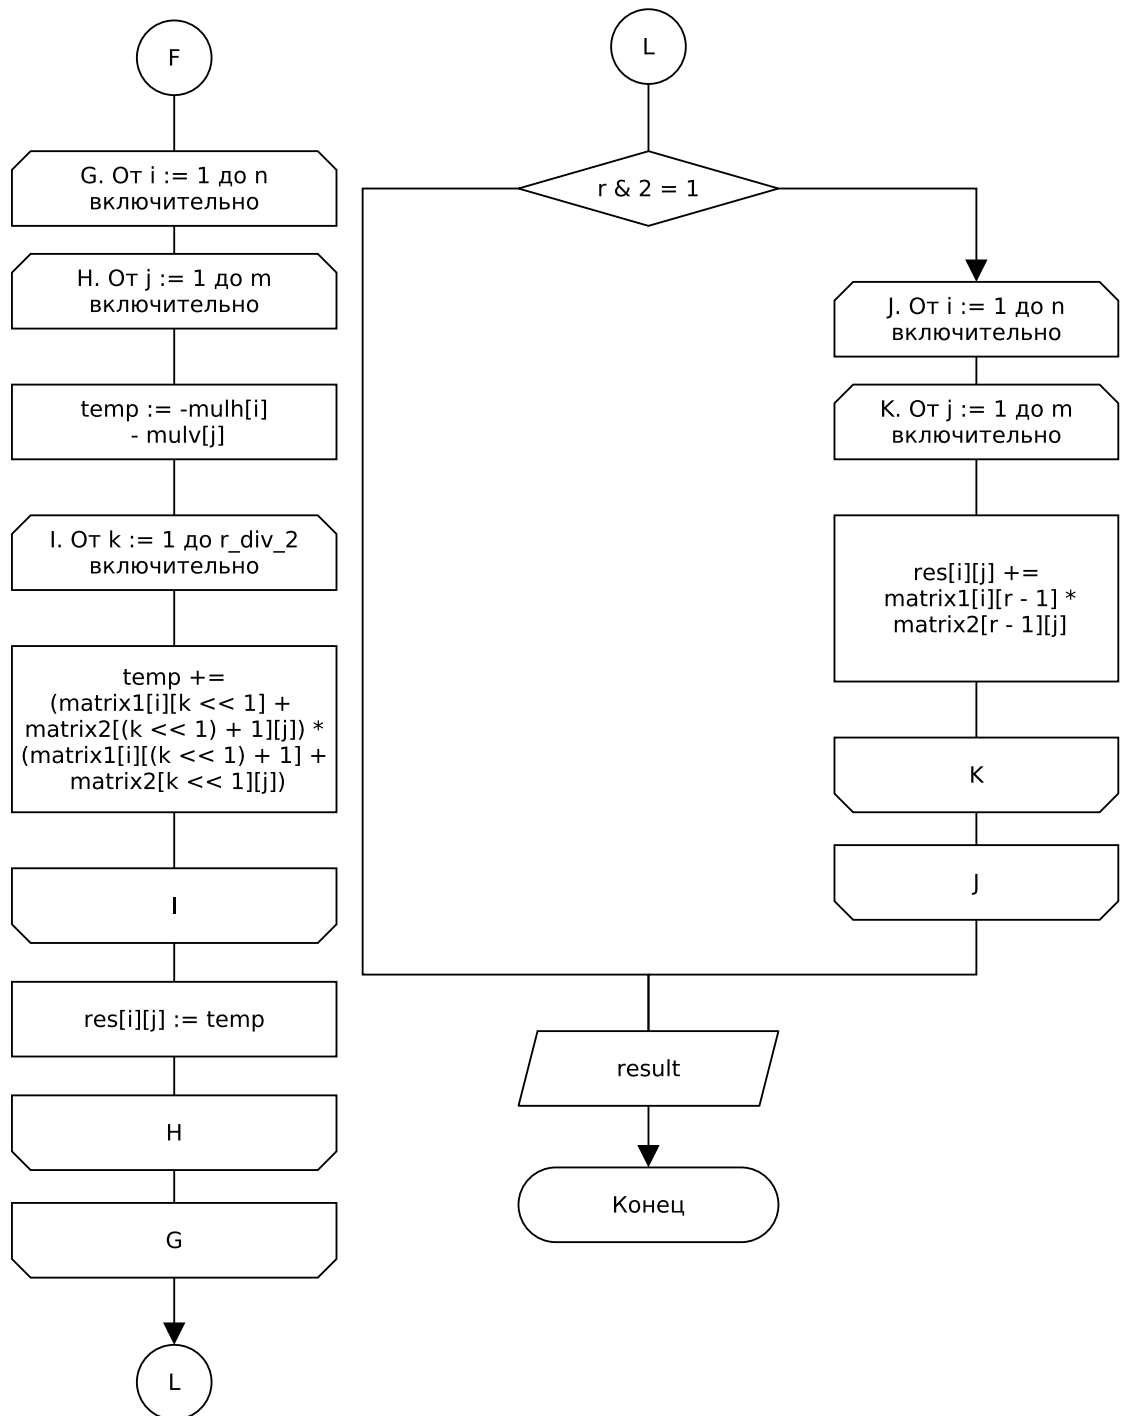 F
G. От i := 1 до n
включительно
H. От j := 1 до m
включительно
temp := -mulh[i]
- mulv[j]
I. От k := 1 до r_div_2
включительно
temp +=
(matrix1[i][k << 1] +
matrix2[(k << 1) + 1][j]) *
(matrix1[i][(k << 1) + 1] +
matrix2[k << 1][j])
I
res[i][j] := temp
H
G
L
L
r & 2 = 1
J. От i := 1 до n
включительно
K. От j := 1 до m
включительно
res[i][j] +=
matrix1[i][r - 1] *
matrix2[r - 1][j]
K
J
result
Конец